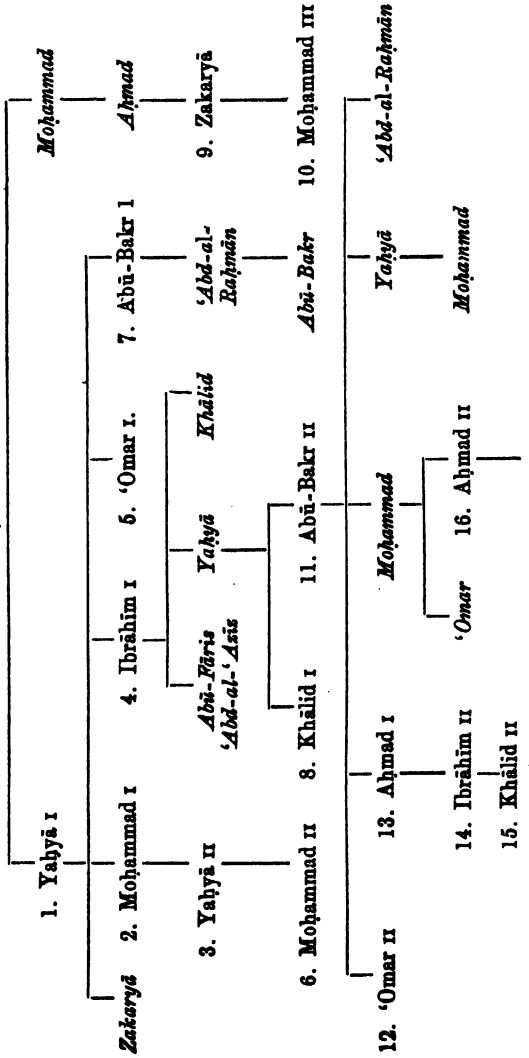 1. Yaḥyā I Moḥammad
Zakaryā 2. Moḥammad I 4. Ibrāhīm I 5. ‘Omar I. 7. Abū-Bakr I Aḥmad
3. Yaḥyā II Abū-Fāris Yaḥyā Khālid ‘Abd-al- 9. Zakaryā
‘Abd-al-‘Azīz Raḥmān
6. Moḥammad II 8. Khālid I 11. Abū-Bakr II Abū-Bakr 10. Moḥammad III
12. ‘Omar II 13. Aḥmad I Moḥammad Yaḥyā ‘Abd-al-Raḥmān
14. Ibrāhīm II ‘Omar 16. Aḥmad II Moḥammad
15. Khālid II